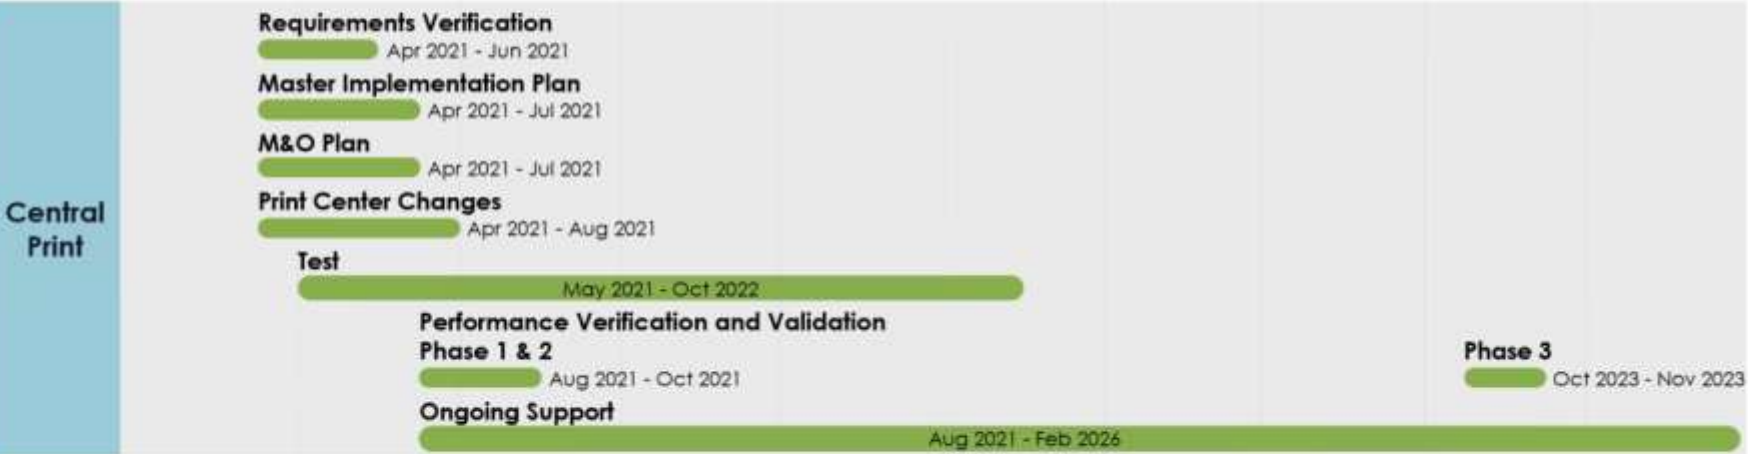 Central
Print
Requirements Verification
Apr 2021 - Jun 2021
Master Implementation Plan
Apr 2021 - Jul 2021
M&O Plan
Apr 2021 - Jul 2021
Print Center Changes
Apr 2021 - Aug 2021
Test
May 2021 - Oct 2022
Performance Verification and Validation
Phase 1 & 2
Aug 2021 - Oct 2021
Phase 3
Oct 2023 - Nov 2023
Ongoing Support
Aug 2021 - Feb 2026